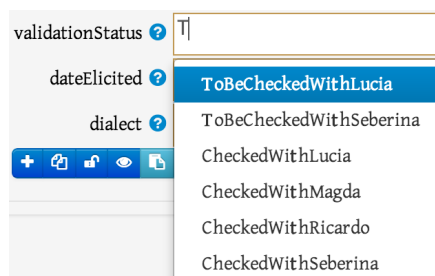 validationStatus T
dateElicited
ToBeCheckedWithLucia
ToBeCheckedWithSeberina
dialect
CheckedWithLucia
CheckedWithMagda
CheckedWithRicardo
CheckedWithSeberina